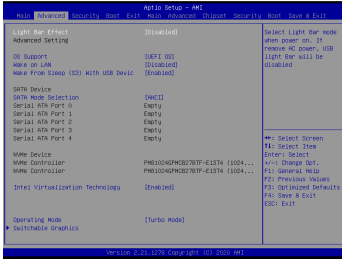 Aptio Setup - AMI
Main Advanced Security Boot Exit Main Advanced Chipset Security Boot Save & Exit
Light Bar Effect [Disabled]
Advanced Setting
OS Support [UEFI OS]
Wake on LAN [Disabled]
Wake From Sleep (S3) With USB Devic [Enabled]
SATA Device
SATA Mode Selection [AHCI]
Serial ATA Port 0 Empty
Serial ATA Port 1 Empty
Serial ATA Port 2 Empty
Serial ATA Port 3 Empty
Serial ATA Port 4 Empty
NVMe Device
NVMe Controller PM81024GPMCB27BTF-E13T4 (1024...
NVMe Controller PM81024GPMCB27BTF-E13T4 (1024...
Intel Virtualization Technology [Enabled]
Operating Mode [Turbo Mode]
Switchable Graphics
Select Light Bar mode
when power on. If
remove AC power, USB
light Bar will be
disabled
: Select Screen
: Select Item
Enter: Select
+/-: Change Opt.
F1: General Help
F2: Previous Values
F3: Optimized Defaults
F4: Save & Exit
ESC: Exit
Version 2.21.1278 Copyright (C) 2020 AMI